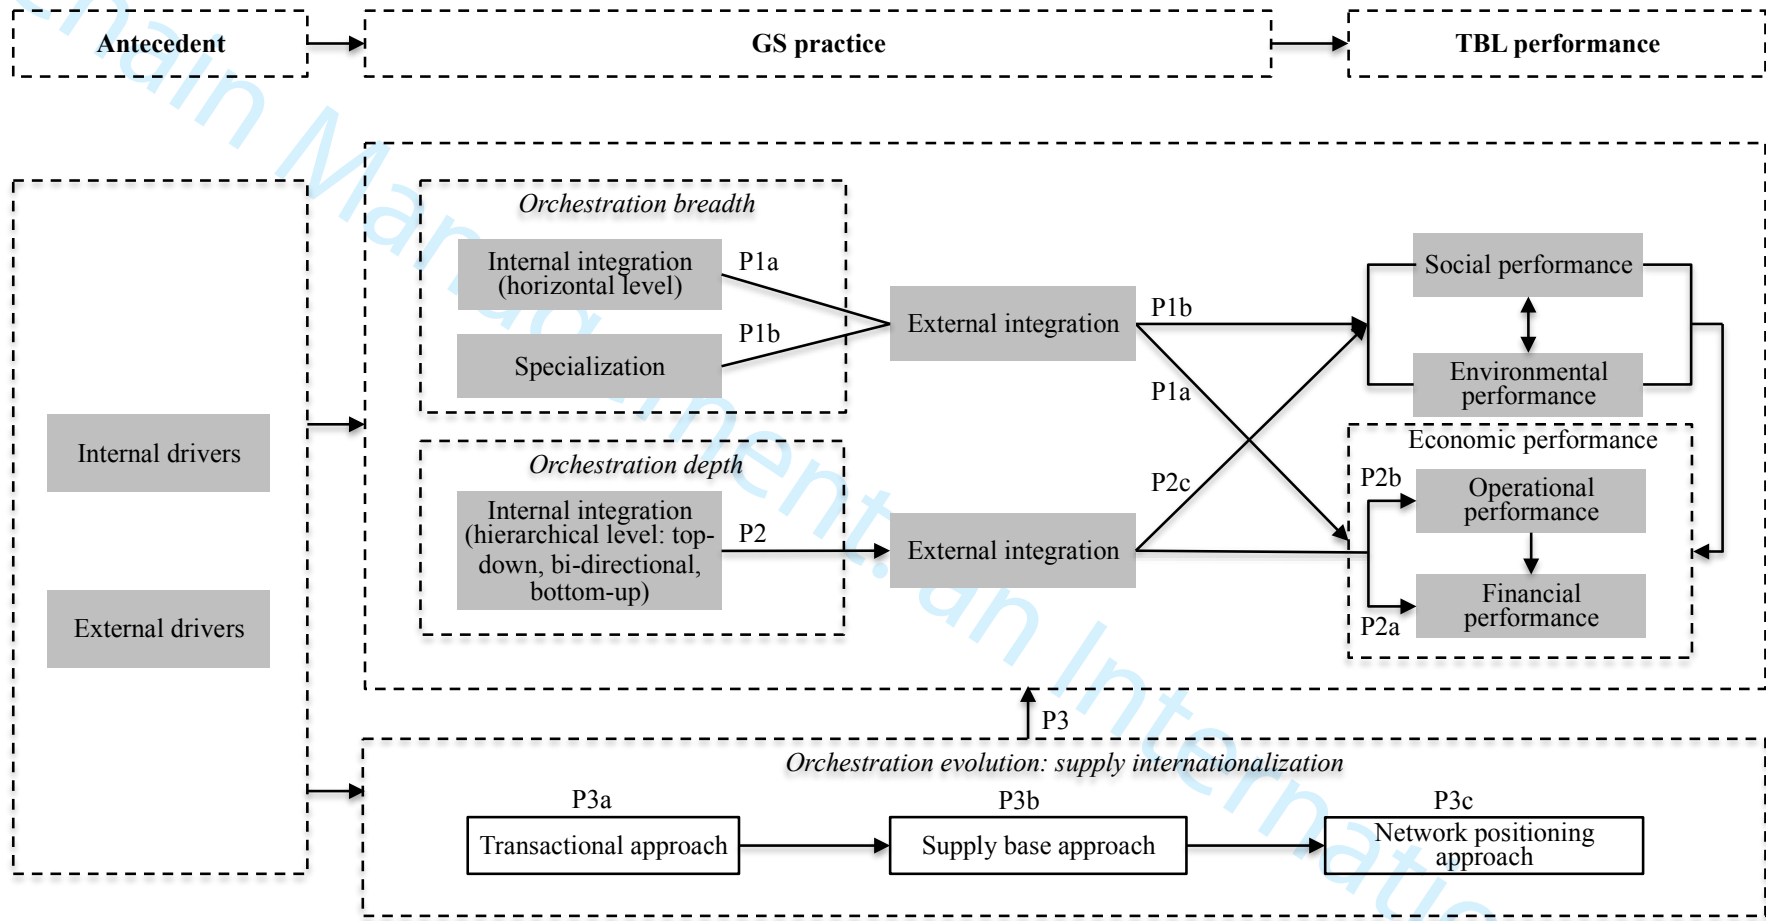 Antecedent
GS practice
TBL performance
Orchestration breadth
Internal integration
(horizontal level)
P1a
Specialization
P1b
External integration
P1b
P1a
Social performance
Environmental
performance
Internal drivers
External drivers
Orchestration depth
Internal integration
(hierarchical level: top-
down, bi-directional,
bottom-up)
P2
External integration
P2c
Economic performance
P2b
Operational
performance
Financial
performance
P2a
P3
Orchestration evolution: supply internationalization
P3a
P3b
P3c
Transactional approach
Supply base approach
Network positioning
approach